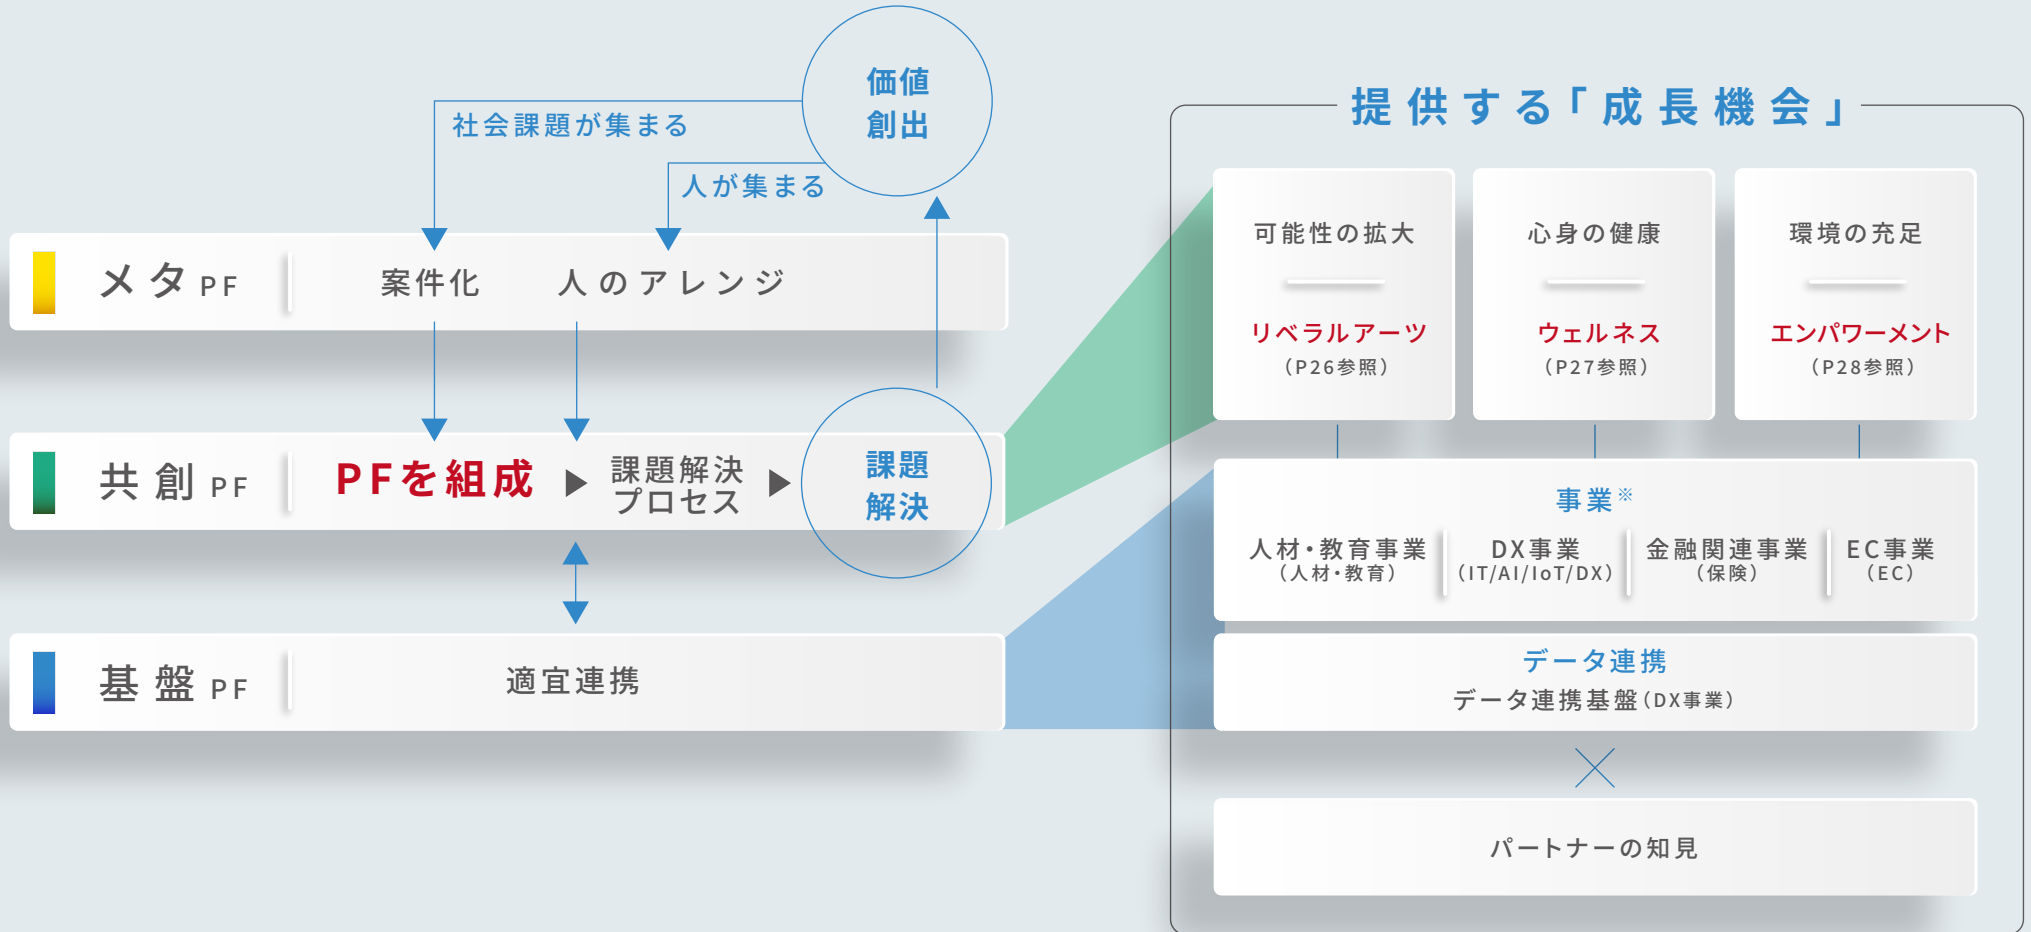 価値
創出
社会課題が集まる
人が集まる
メタPF
案件化
人のアレンジ
共創PF
PFを組成
課題解決
プロセス
課題
解決
基盤PF
適宜連携
提供する「成長機会」
可能性の拡大
リベラルアーツ
（P26参照）
心身の健康
ウェルネス
（P27参照）
環境の充足
エンパワーメント
（P28参照）
事業※
人材・教育事業
（人材・教育）
DX事業
（IT/AI/IoT/DX）
金融関連事業
（保険）
EC事業
（EC）
データ連携
データ連携基盤（DX事業）
パートナーの知見